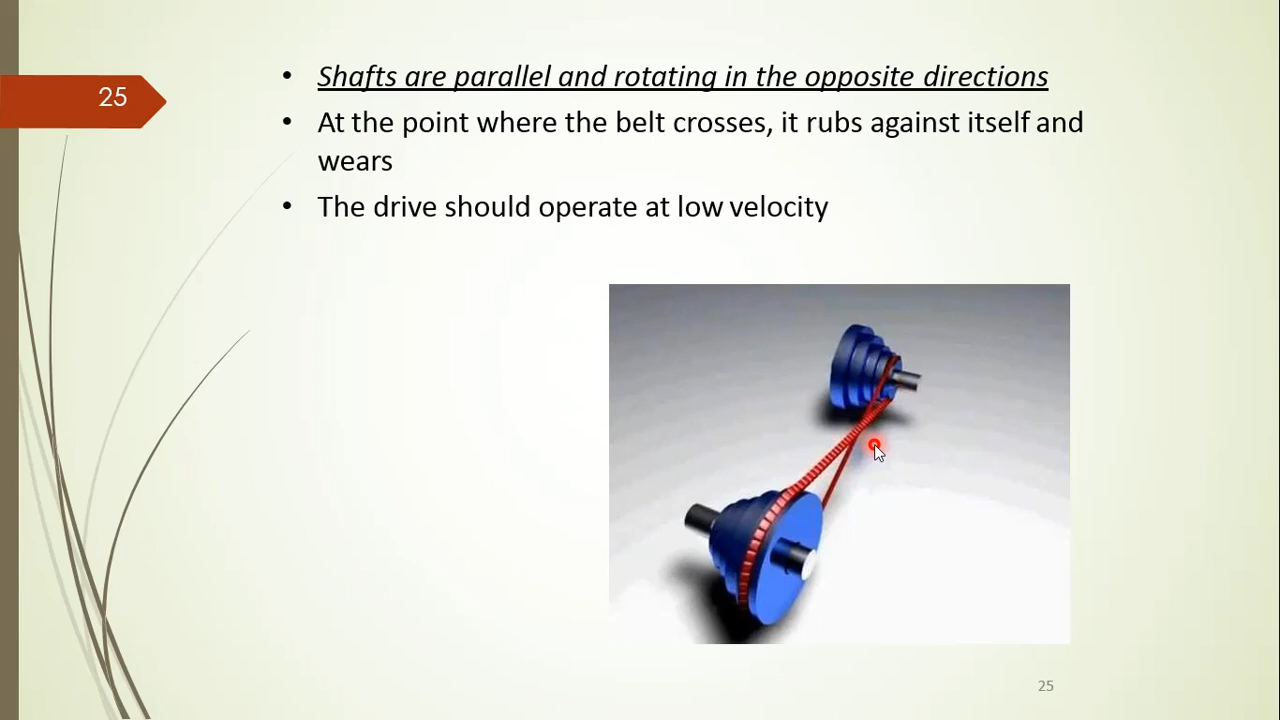 25
• Shafts are parallel and rotating in the opposite directions
• At the point where the belt crosses, it rubs against itself and
wears
• The drive should operate at low velocity
25